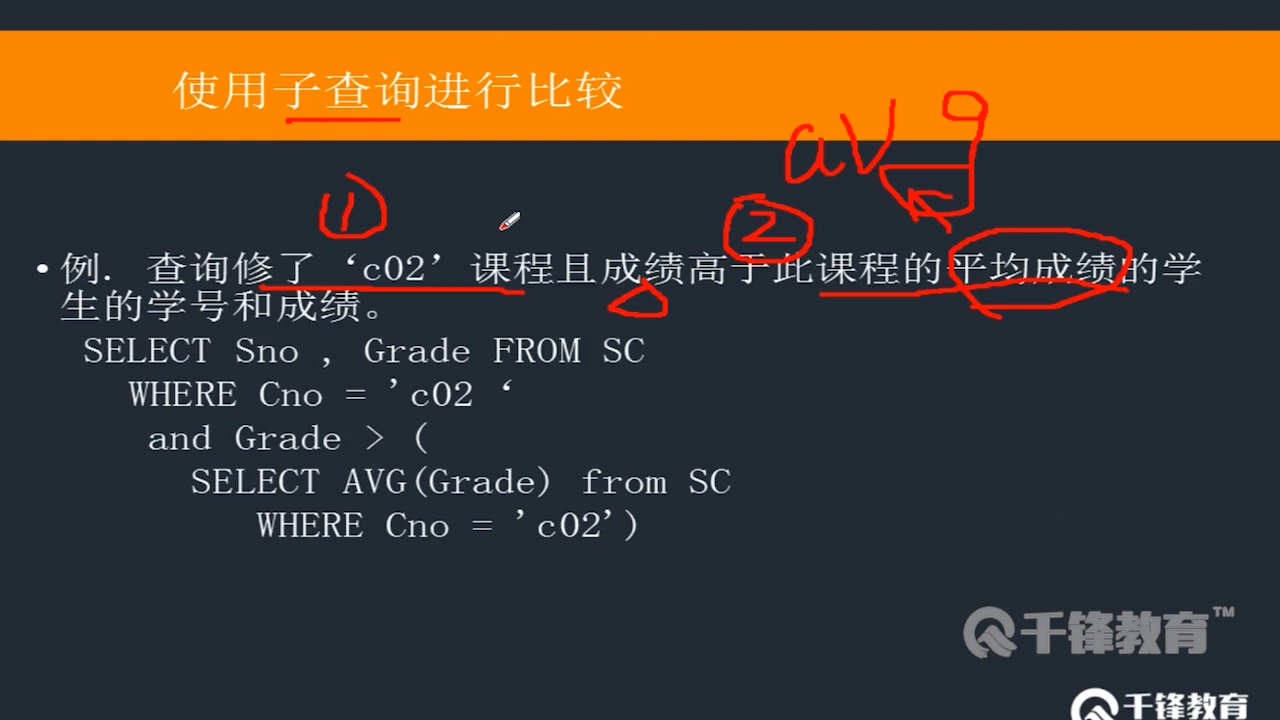 使用子查询进行比较
avg
① ②
• 例. 查询修了‘c02’课程且成绩高于此课程的平均成绩的学
生的学号和成绩。
SELECT Sno , Grade FROM SC
WHERE Cno = ’c02 ‘
and Grade > (
SELECT AVG(Grade) from SC
WHERE Cno = ’c02')
千锋教育™
千锋教育